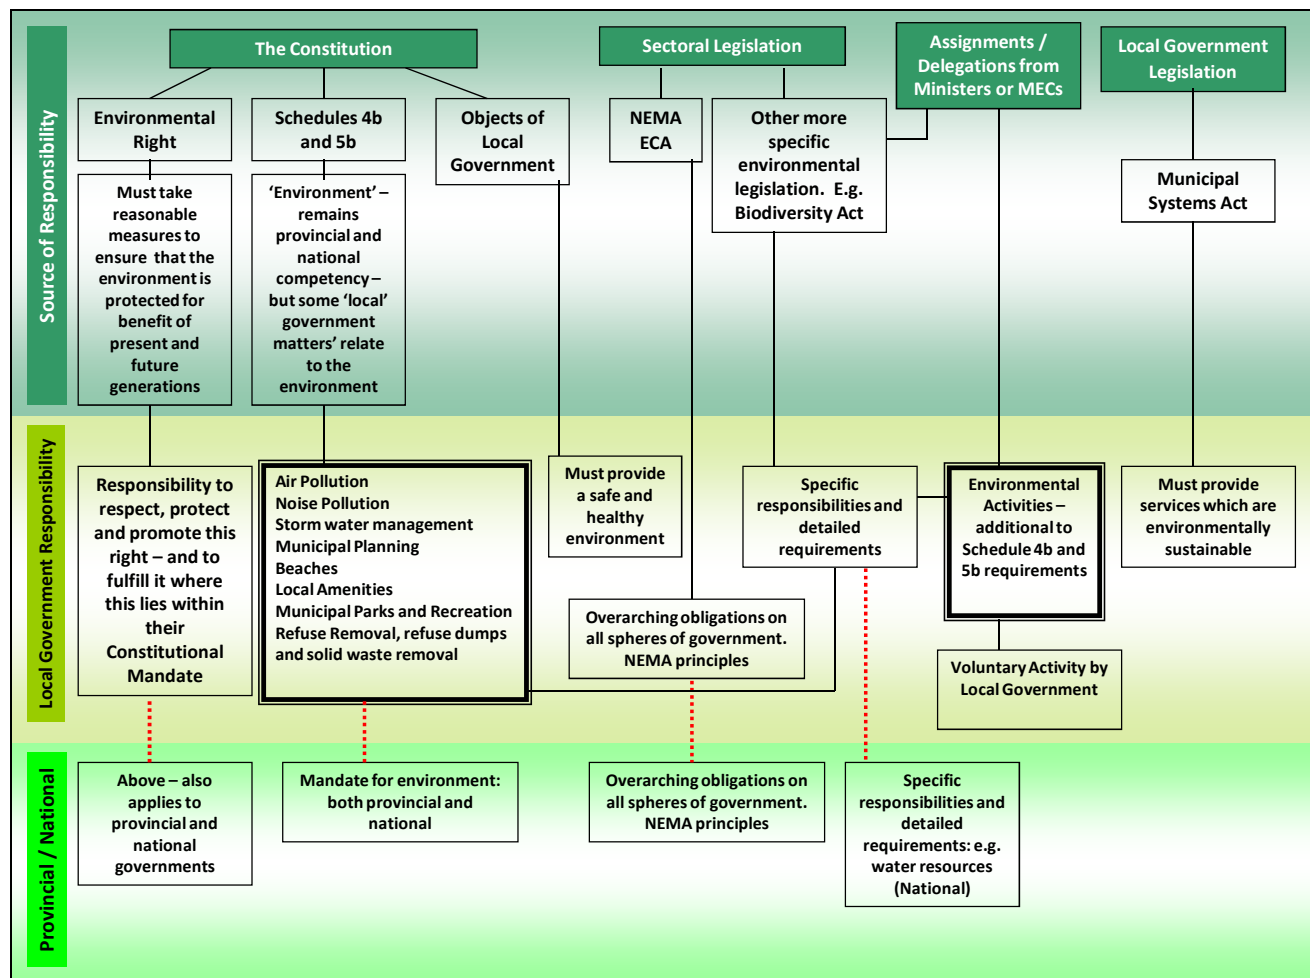 Source of Responsibility
The Constitution
Sectoral Legislation
Assignments /
Delegations from
Ministers or MECs
Local Government
Legislation
Environmental
Right
Schedules 4b
and 5b
Objects of
Local
Government
NEMA
ECA
Other more
specific
environmental
legislation. E.g.
Biodiversity Act
Municipal
Systems Act
Must take
reasonable
measures to
ensure that the
environment is
protected for
benefit of
present and
future
generations
‘Environment’ –
remains
provincial and
national
competency –
but some ‘local’
government
matters’ relate
to the
environment
Local Government Responsibility
Responsibility to
respect, protect
and promote this
right – and to
fulfill it where
this lies within
their
Constitutional
Mandate
Air Pollution
Noise Pollution
Storm water management
Municipal Planning
Beaches
Local Amenities
Municipal Parks and Recreation
Refuse Removal, refuse dumps
and solid waste removal
Must provide
a safe and
healthy
environment
Overarching obligations on
all spheres of government.
NEMA principles
Specific
responsibilities and
detailed
requirements
Environmental
Activities –
additional to
Schedule 4b and
5b requirements
Must provide
services which are
environmentally
sustainable
Voluntary Activity by
Local Government
Provincial / National
Above – also
applies to
provincial and
national
governments
Mandate for environment:
both provincial and
national
Overarching obligations on
all spheres of government.
NEMA principles
Specific
responsibilities and
detailed
requirements: e.g.
water resources
(National)